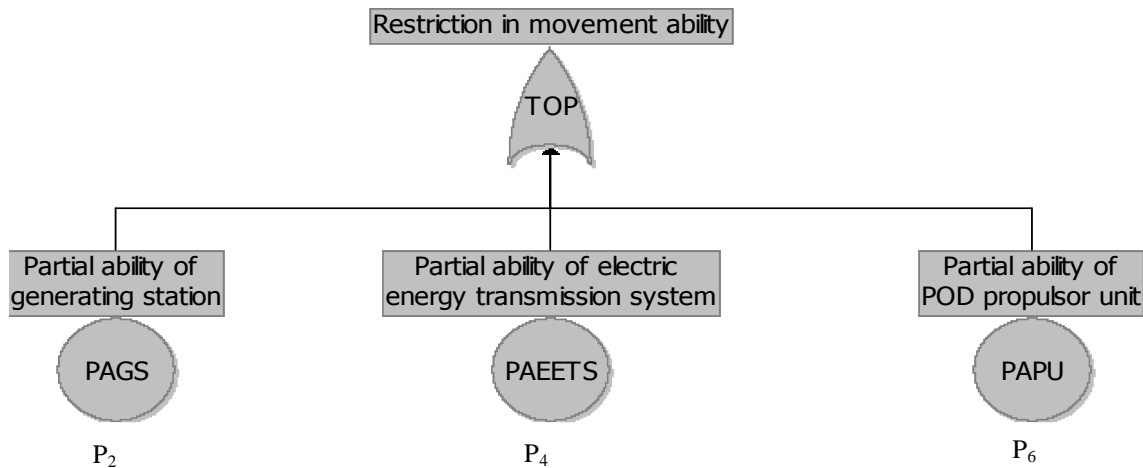 Restriction in movement ability
TOP
Partial ability of
generating station
Partial ability of electric
energy transmission system
Partial ability of
POD propulsor unit
PAGS
PAEETS
PAPU
P₂
P₄
P₆